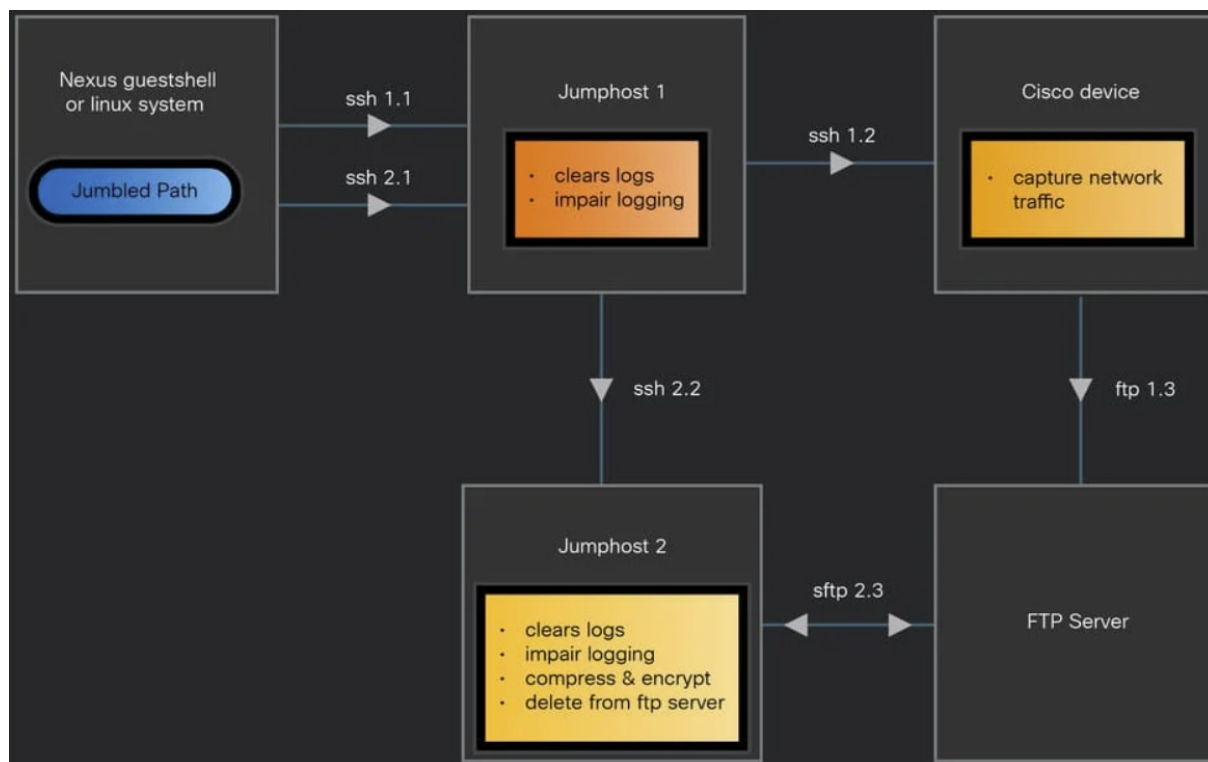 Nexus guestshell
or linux system
Jumbled Path
ssh 1.1
ssh 2.1
Jumphost 1
• clears logs
• impair logging
ssh 1.2
Cisco device
• capture network
traffic
ssh 2.2
ftp 1.3
Jumphost 2
• clears logs
• impair logging
• compress & encrypt
• delete from ftp server
sftp 2.3
FTP Server